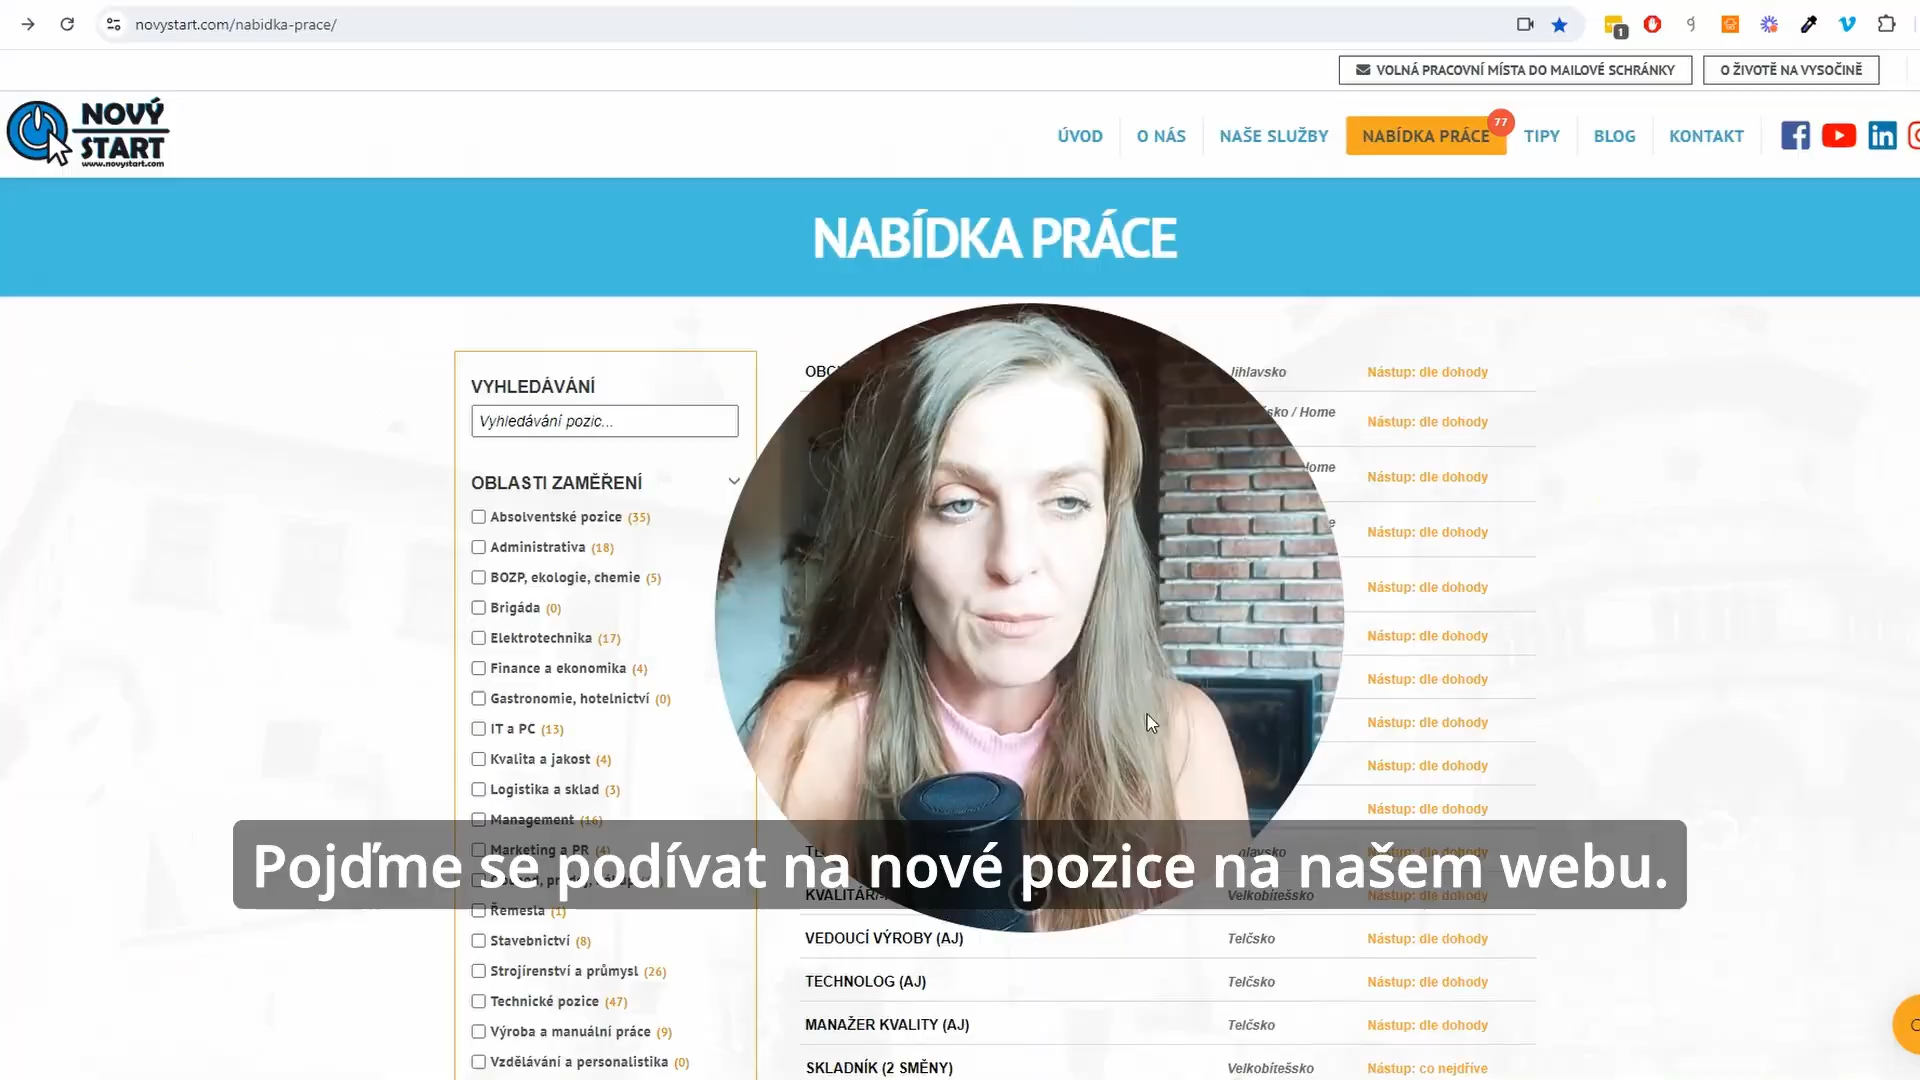 novystart.com/nabidka-prace/
1
VOLNÁ PRACOVNÍ MÍSTA DO MAILOVÉ SCHRÁNKY
O ŽIVOTĚ NA VYSOČINĚ
NOVÝ
START
www.novystart.com
ÚVOD
O NÁS
NAŠE SLUŽBY
NABÍDKA PRÁCE
77
TIPY
BLOG
KONTAKT
NABÍDKA PRÁCE
VYHLEDÁVÁNÍ
Vyhledávání pozic...
OBLASTI ZAMĚŘENÍ
Absolventské pozice (35)
Administrativa (18)
BOZP, ekologie, chemie (5)
Brigáda (0)
Elektrotechnika (17)
Finance a ekonomika (4)
Gastronomie, hotelnictví (0)
IT a PC (13)
Kvalita a jakost (4)
Logistika a sklad (3)
Management (16)
Marketing a PR (4)
Řemesla (1)
Stavebnictví (8)
Strojírenství a průmysl (26)
Technické pozice (47)
Výroba a manuální práce (9)
Vzdělávání a personalistika (0)
Jihlavsko Nástup: dle dohody
/ Home Nástup: dle dohody
Nástup: dle dohody
Nástup: dle dohody
Nástup: dle dohody
Nástup: dle dohody
Nástup: dle dohody
Nástup: dle dohody
Nástup: dle dohody
Nástup: dle dohody
Nástup: dle dohody
Velkobítešsko Nástup: dle dohody
VEDOUCÍ VÝROBY (AJ) Telčsko Nástup: dle dohody
TECHNOLOG (AJ) Telčsko Nástup: dle dohody
MANAŽER KVALITY (AJ) Telčsko Nástup: dle dohody
SKLADNÍK (2 SMĚNY) Velkobítešsko Nástup: co nejdříve
Pojďme se podívat na nové pozice na našem webu.